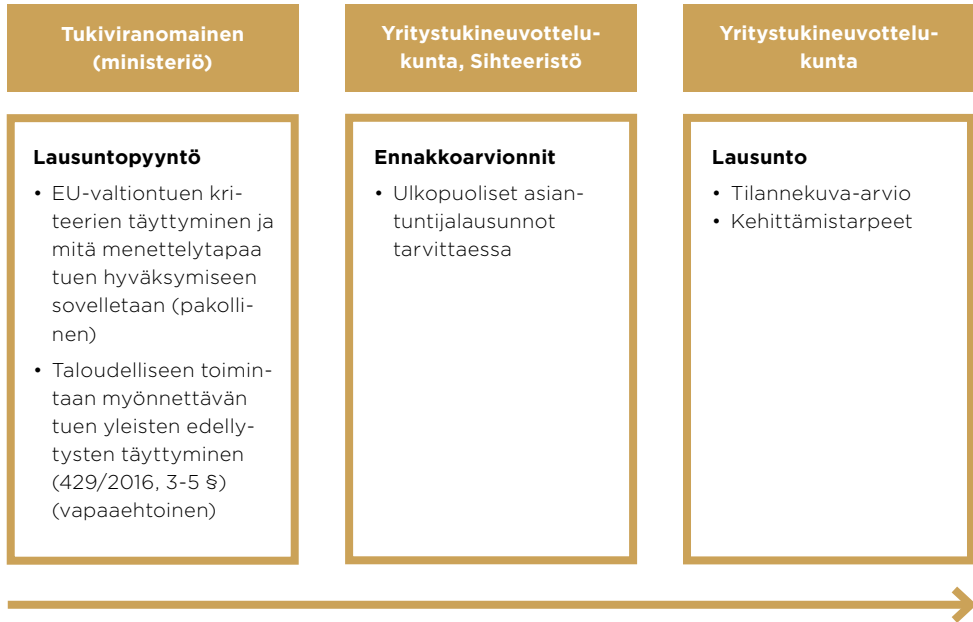 Tukiviranomainen
(ministeriö)
Yritystukineuvottelu-
kunta, Sihteeristö
Yritystukineuvottelu-
kunta
Lausuntopyyntö
• EU-valtiontuen kri-
teerien täyttyminen ja
mitä menettelytapaa
tuen hyväksymiseen
sovelletaan (pakolli-
nen)
• Taloudelliseen toimin-
taan myönnettävän
tuen yleisten edelly-
tysten täyttyminen
(429/2016, 3-5 §)
(vapaaehtoinen)
Ennakkoarvionnit
• Ulkopuoliset asian-
tuntijalausunnot
tarvittaessa
Lausunto
• Tilannekuva-arvio
• Kehittämistarpeet